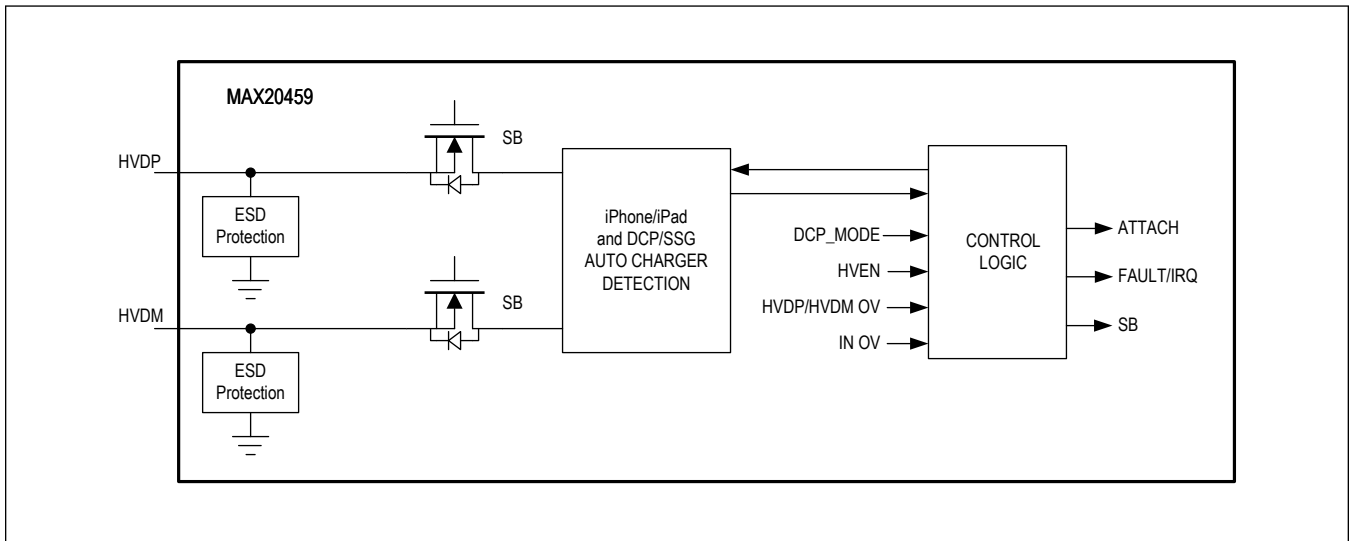 MAX20459
SB
HVDP
ESD
Protection
iPhone/iPad
and DCP/SSG
AUTO CHARGER
DETECTION
DCP_MODE
HVEN
HVDP/HVDM OV
IN OV
CONTROL
LOGIC
ATTACH
FAULT/IRQ
SB
SB
HVDM
ESD
Protection